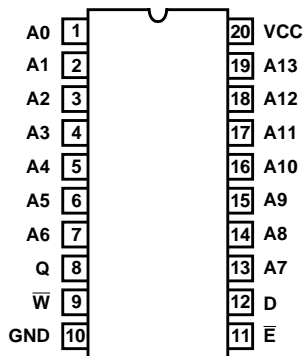 A0 1 20 VCC
A1 2 19 A13
A2 3 18 A12
A3 4 17 A11
A4 5 16 A10
A5 6 15 A9
A6 7 14 A8
Q 8 13 A7
W̅ 9 12 D
GND 10 11 E̅